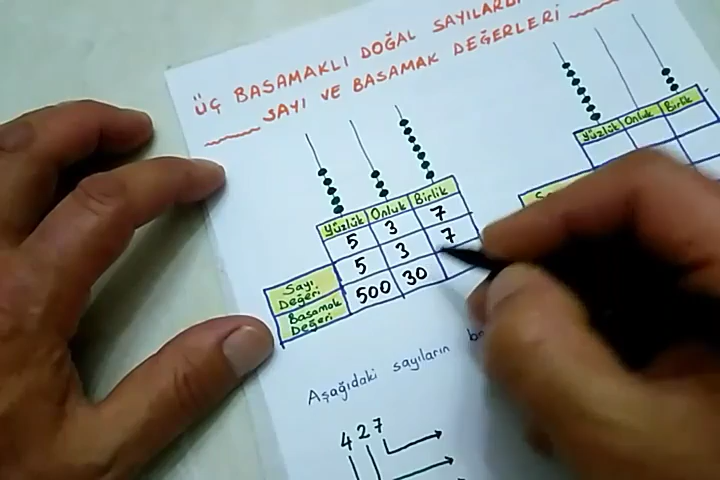 ÜÇ BASAMAKLI DOĞAL SAYILARDA
SAYI VE BASAMAK DEĞERLERİ
Yüzlük Onluk Birlik
5 3 7
Sayı Değeri 5 3 7
Basamak Değeri 500 30
Yüzlük Onluk Birlik
Aşağıdaki sayıların
427